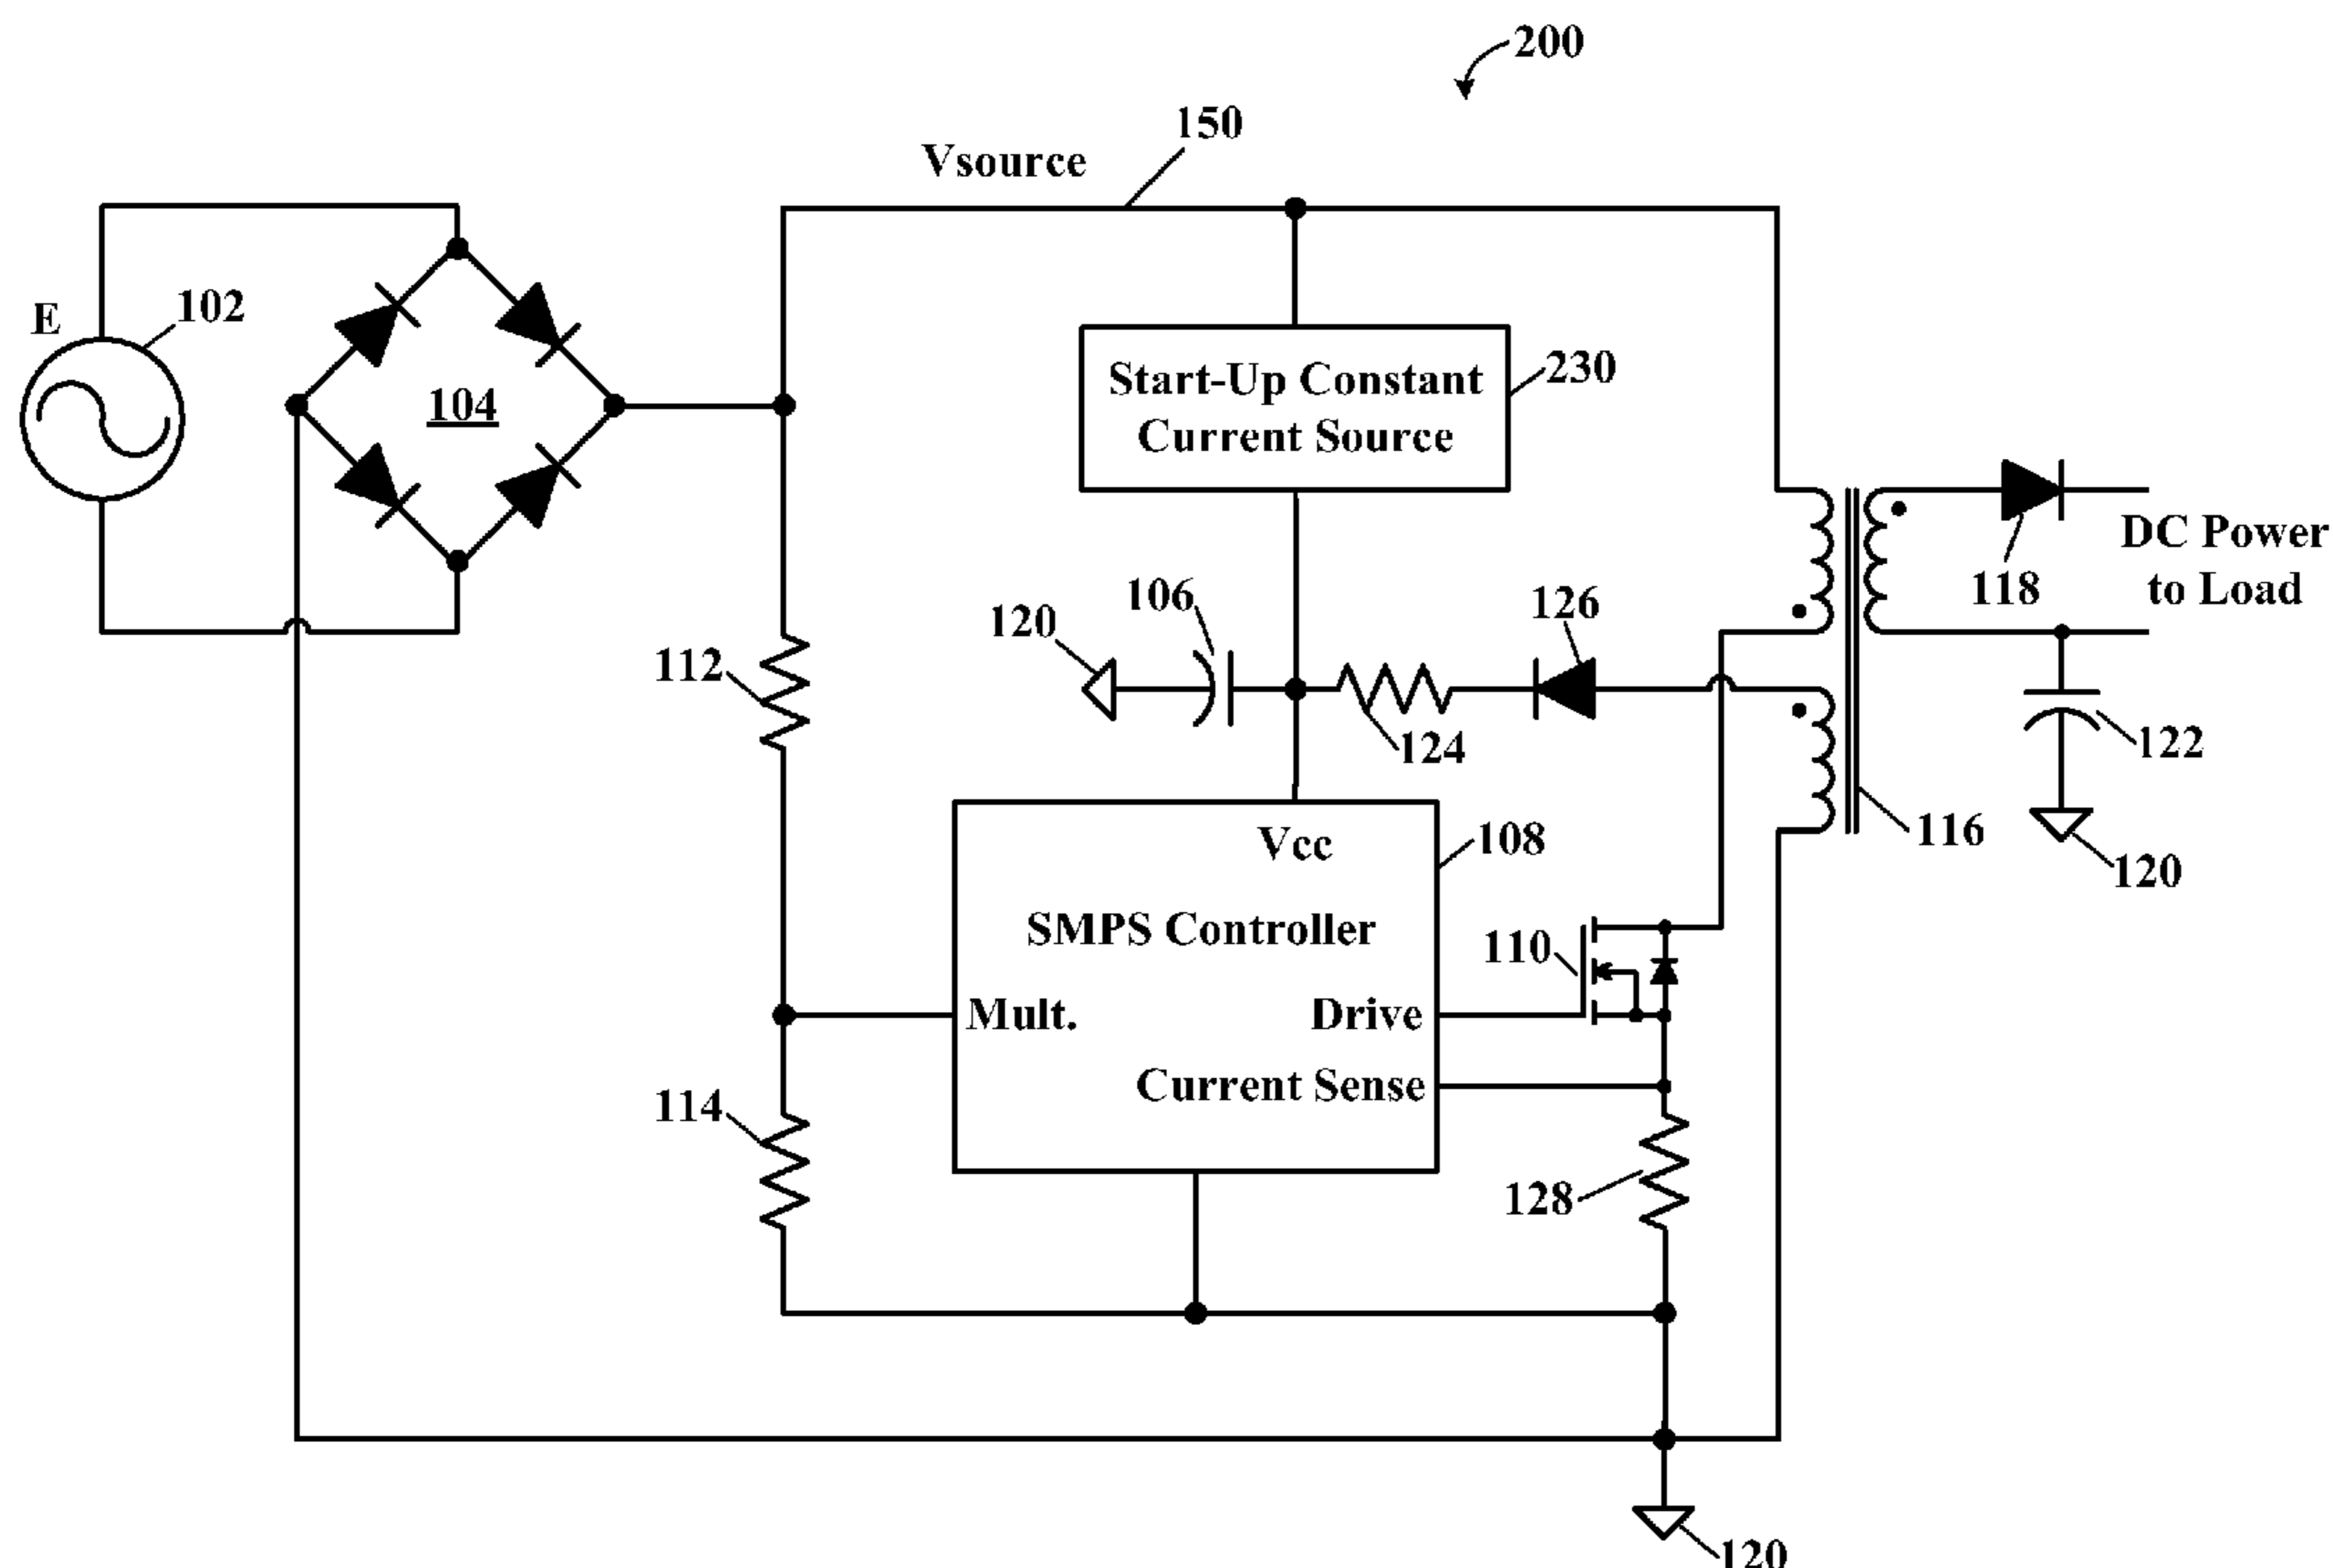 200
150
Vsource
E
102
104
Start-Up Constant
Current Source
230
DC Power
to Load
118
106
120
126
112
124
122
116
120
Vcc
108
SMPS Controller
110
Mult.
Drive
Current Sense
114
128
120